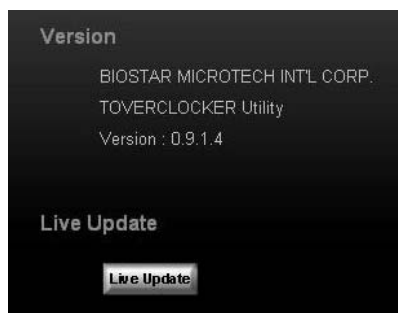 Version
BIOSTAR MICROTECH INT'L CORP.
TOVERCLOCKER Utility
Version : 0.9.1.4
Live Update
Live Update